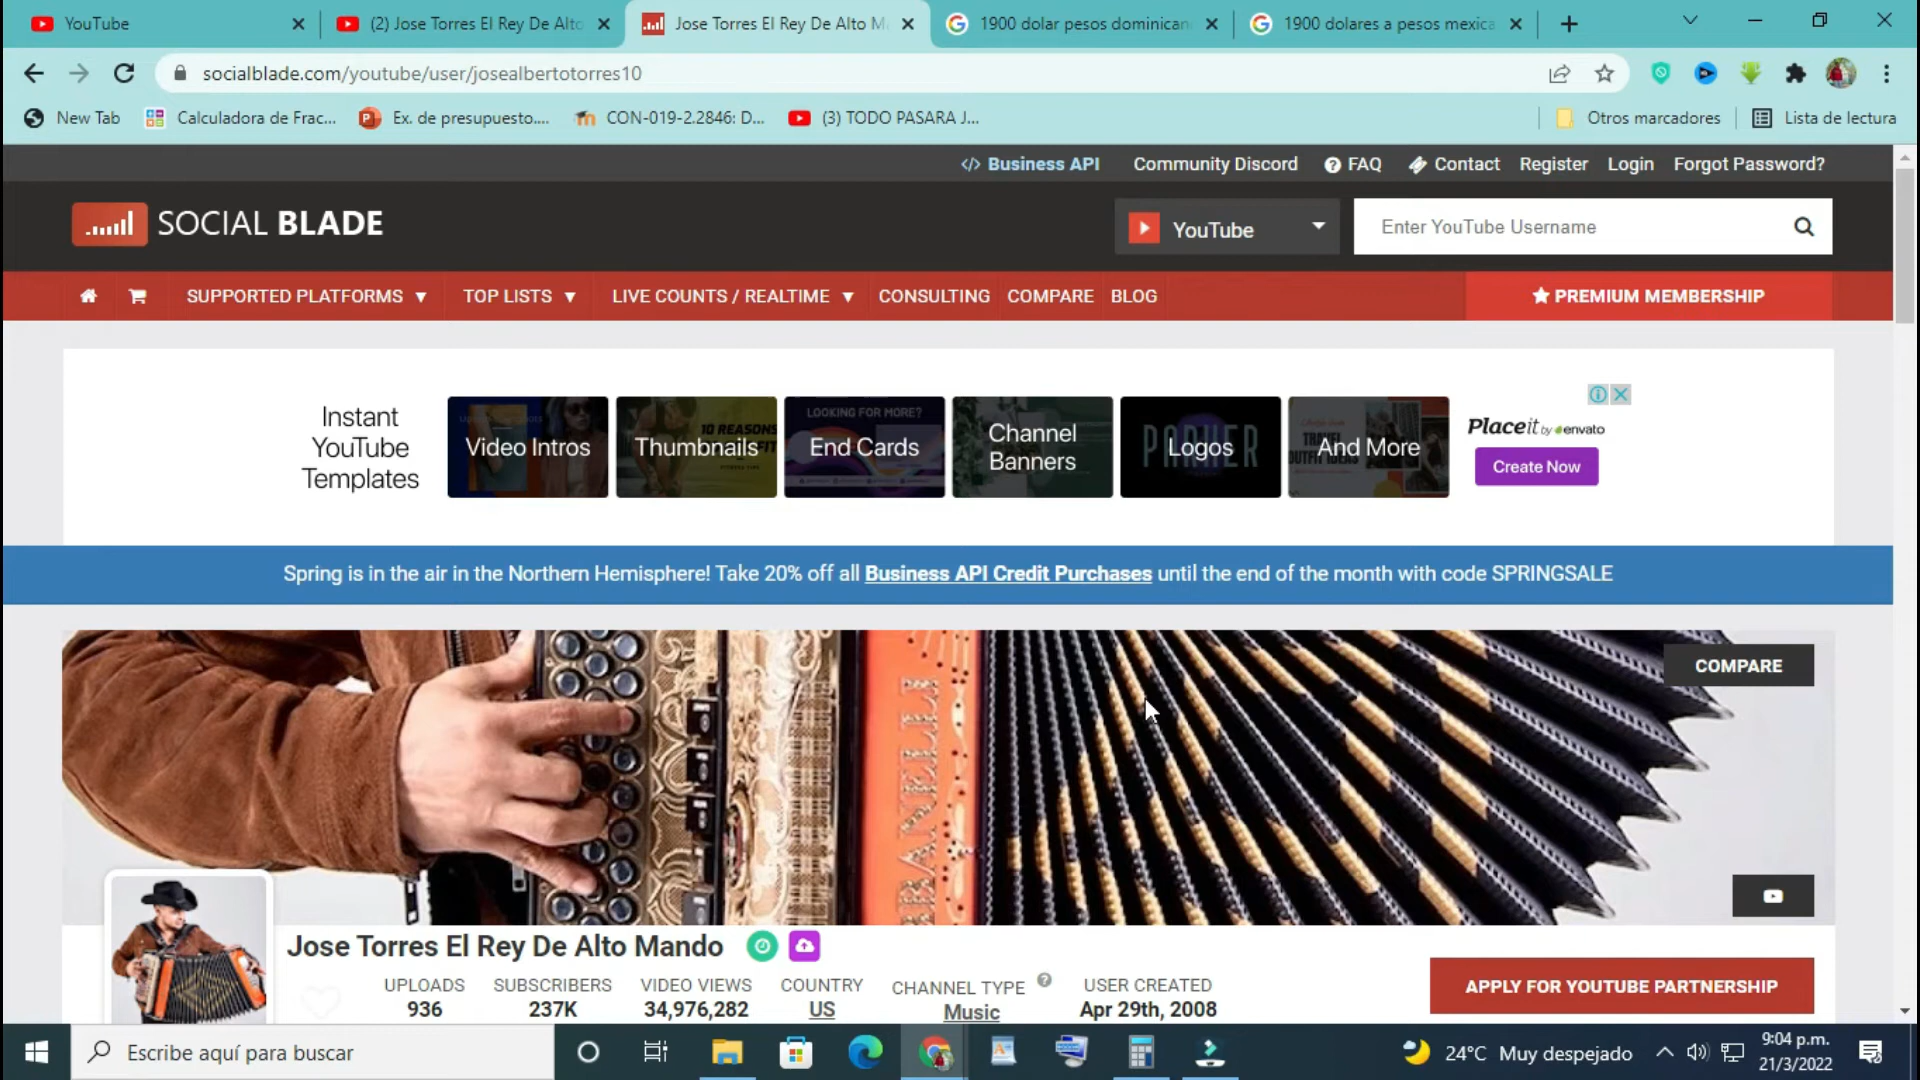 YouTube
(2) Jose Torres El Rey De Alto
Jose Torres El Rey De Alto M
1900 dolar pesos dominican
1900 dolares a pesos mexica
socialblade.com/youtube/user/josealbertotorres10
New Tab
Calculadora de Frac...
Ex. de presupuesto....
CON-019-2.2846: D...
(3) TODO PASARA J...
Otros marcadores
Lista de lectura
</> Business API
Community Discord
FAQ
Contact
Register
Login
Forgot Password?
SOCIAL BLADE
YouTube
Enter YouTube Username
SUPPORTED PLATFORMS
TOP LISTS
LIVE COUNTS / REALTIME
CONSULTING
COMPARE
BLOG
PREMIUM MEMBERSHIP
Instant
YouTube
Templates
Video Intros
10 REASONS
Thumbnails
LOOKING FOR MORE?
End Cards
Channel
Banners
PARKER
Logos
And More
Placeit by envato
Create Now
Spring is in the air in the Northern Hemisphere! Take 20% off all Business API Credit Purchases until the end of the month with code SPRINGSALE
COMPARE
Jose Torres El Rey De Alto Mando
UPLOADS
936
SUBSCRIBERS
237K
VIDEO VIEWS
34,976,282
COUNTRY
US
CHANNEL TYPE
Music
USER CREATED
Apr 29th, 2008
APPLY FOR YOUTUBE PARTNERSHIP
Escribe aquí para buscar
24°C Muy despejado
9:04 p.m.
21/3/2022